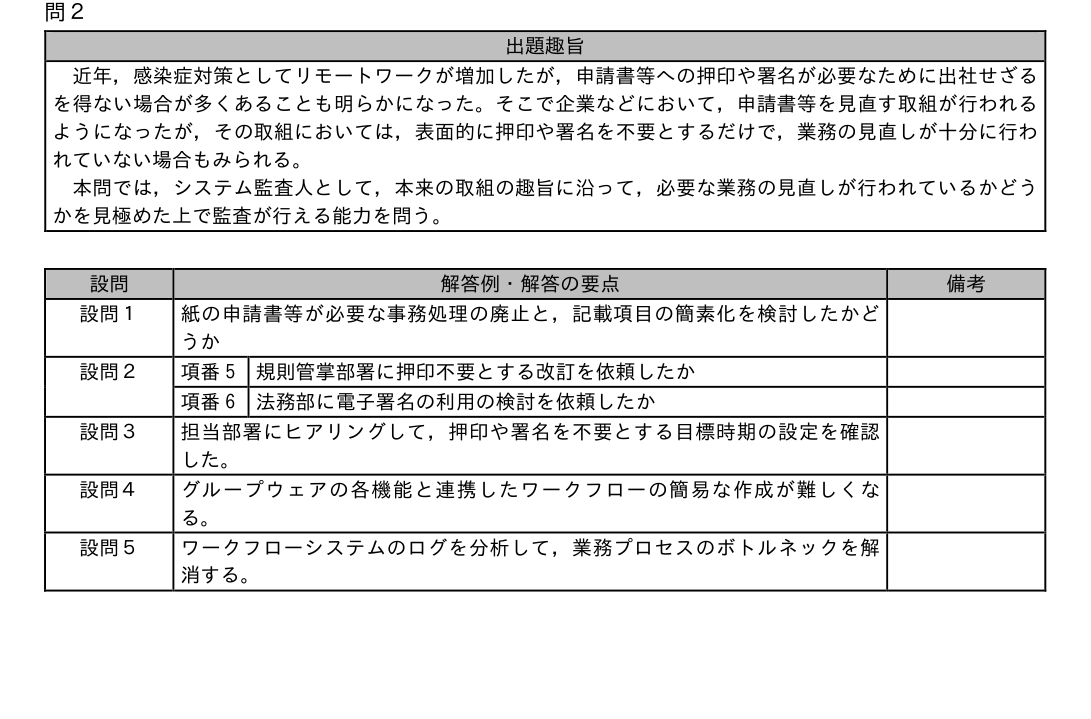 問2
出題趣旨
　近年，感染症対策としてリモートワークが増加したが，申請書等への押印や署名が必要なために出社せざる
を得ない場合が多くあることも明らかになった。そこで企業などにおいて，申請書等を見直す取組が行われる
ようになったが，その取組においては，表面的に押印や署名を不要とするだけで，業務の見直しが十分に行わ
れていない場合もみられる。
　本問では，システム監査人として，本来の取組の趣旨に沿って，必要な業務の見直しが行われているかどう
かを見極めた上で監査が行える能力を問う。
設問 解答例・解答の要点 備考
設問1 紙の申請書等が必要な事務処理の廃止と，記載項目の簡素化を検討したかど
うか
設問2 項番5 規則管掌部署に押印不要とする改訂を依頼したか
項番6 法務部に電子署名の利用の検討を依頼したか
設問3 担当部署にヒアリングして，押印や署名を不要とする目標時期の設定を確認
した。
設問4 グループウェアの各機能と連携したワークフローの簡易な作成が難しくな
る。
設問5 ワークフローシステムのログを分析して，業務プロセスのボトルネックを解
消する。